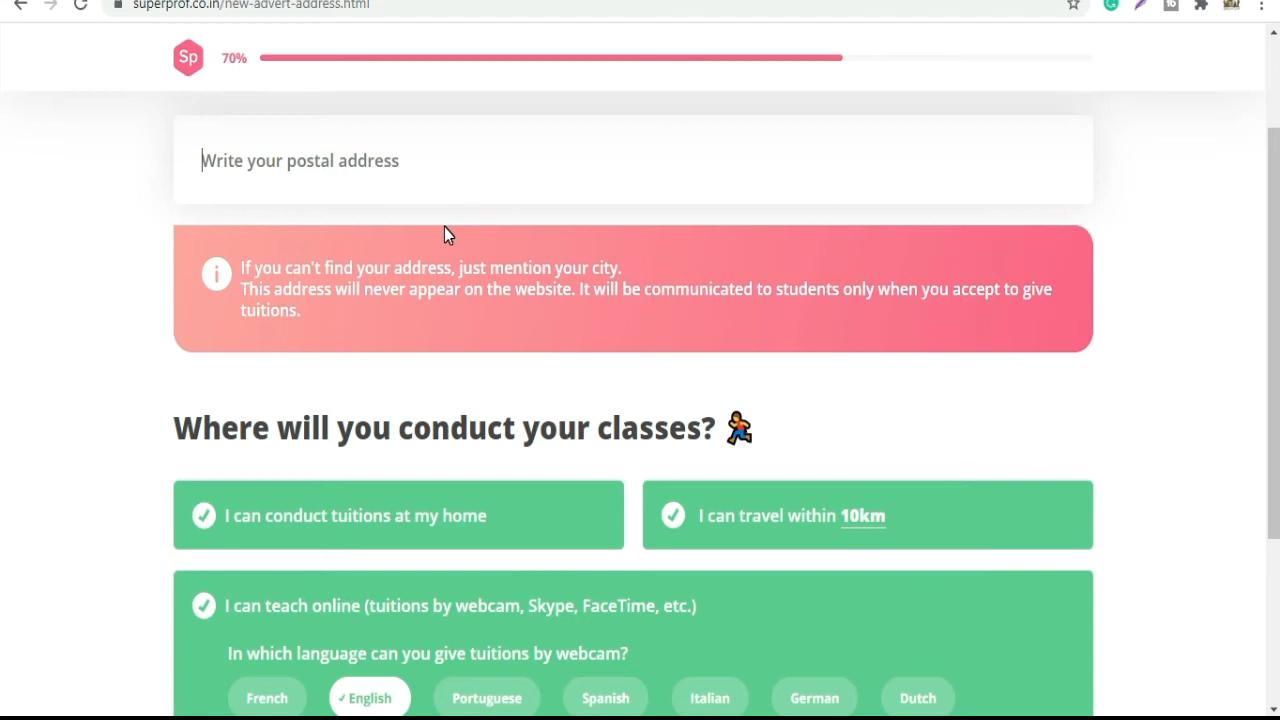 superprof.co.in/new-advert-address.html
Sp
70%
Write your postal address
If you can't find your address, just mention your city.
This address will never appear on the website. It will be communicated to students only when you accept to give
tuitions.
Where will you conduct your classes?
I can conduct tuitions at my home
I can travel within 10km
I can teach online (tuitions by webcam, Skype, FaceTime, etc.)
In which language can you give tuitions by webcam?
French
English
Portuguese
Spanish
Italian
German
Dutch